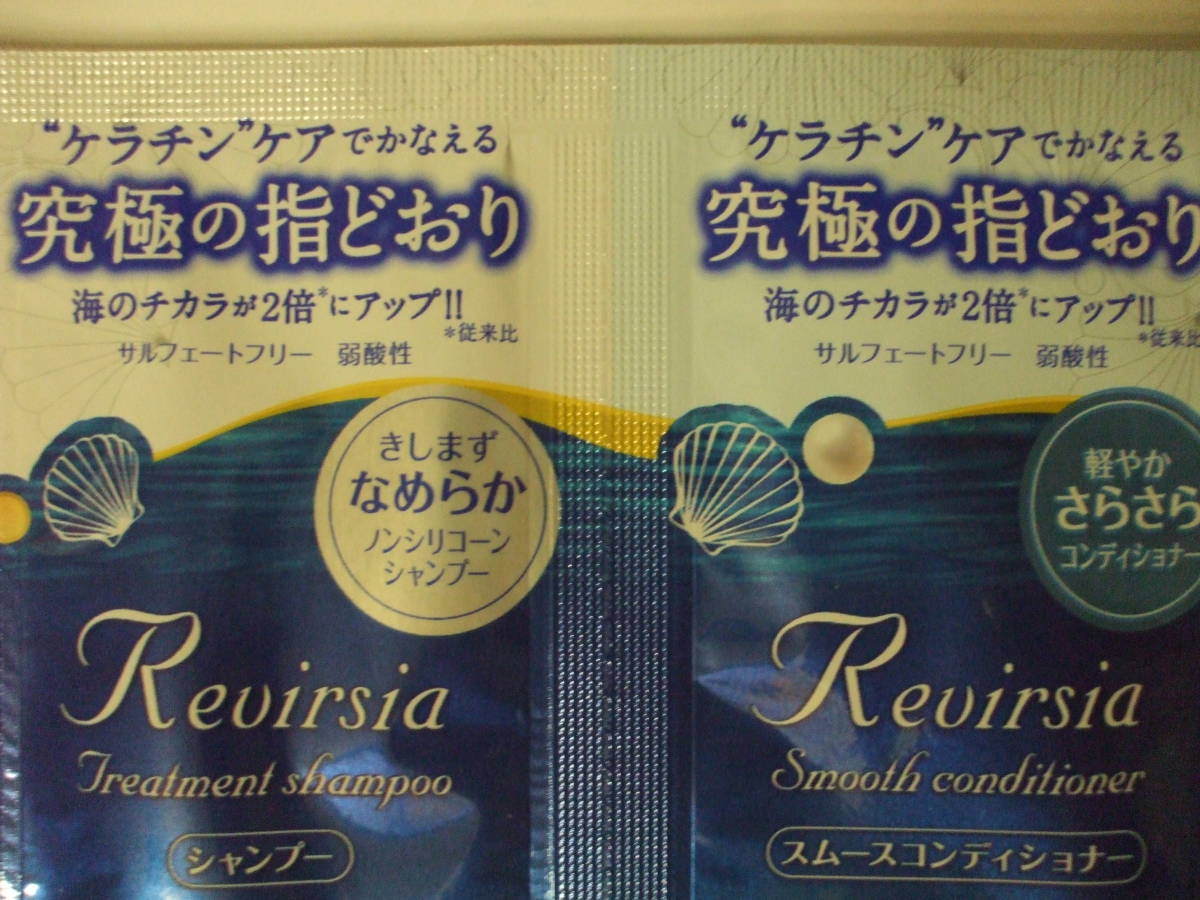 “ケラチン”ケアでかなえる
究極の指どおり
海のチカラが2倍*にアップ!!
*従来比
サルフェートフリー 弱酸性
きしまず
なめらか
ノンシリコーン
シャンプー
Revirsia
Treatment shampoo
シャンプー
“ケラチン”ケアでかなえる
究極の指どおり
海のチカラが2倍*にアップ!!
*従来比
サルフェートフリー 弱酸性
軽やか
さらさら
コンディショナー
Revirsia
Smooth conditioner
スムースコンディショナー